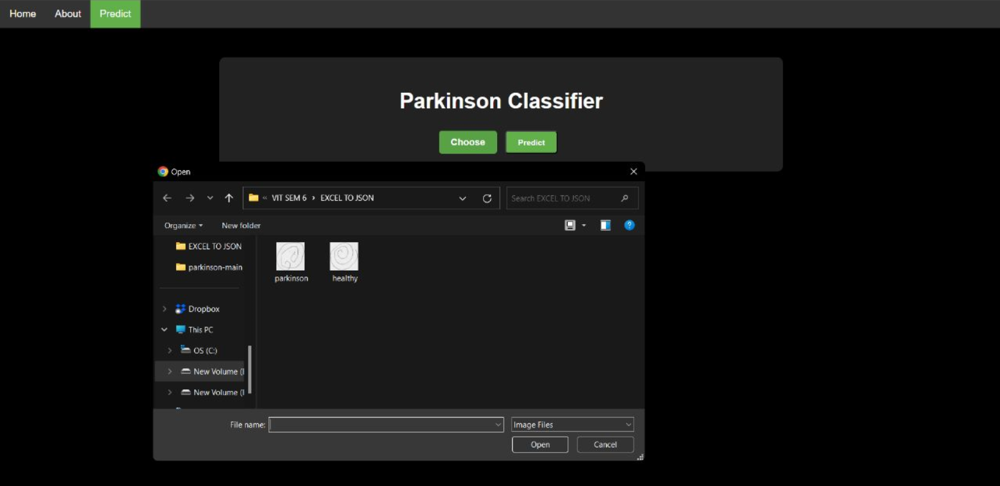 Home About Predict
Parkinson Classifier
Choose Predict
Open
« VIT SEM 6 › EXCEL TO JSON Search EXCEL TO JSON
Organize New folder
EXCEL TO JSON
parkinson-main
parkinson healthy
Dropbox
This PC
OS (C:)
New Volume (
New Volume (
File name: Image Files
Open Cancel